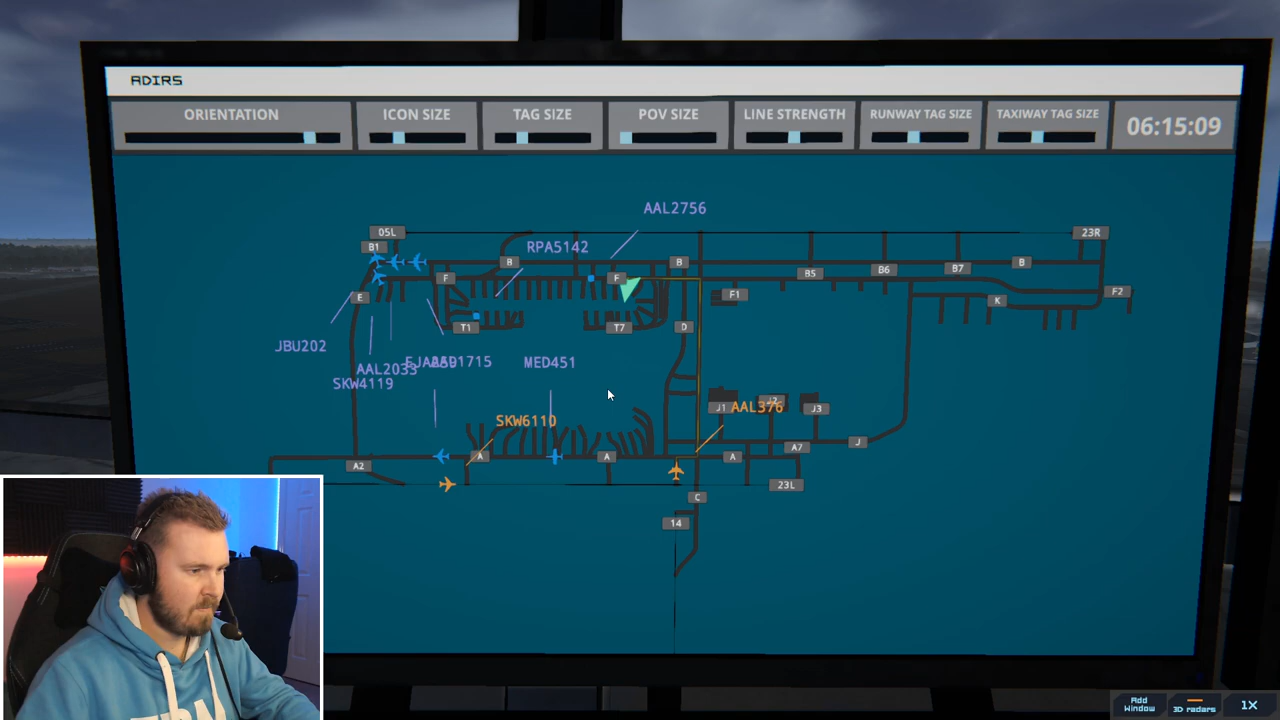 ADIRS
ORIENTATION
ICON SIZE
TAG SIZE
POV SIZE
LINE STRENGTH
RUNWAY TAG SIZE
TAXIWAY TAG SIZE
06:15:09
AAL2756
05L
23R
B1
RPA5142
B
B
B5
B6
B7
B
F
F
F1
K
F2
E
T1
T7
D
JBU202
AAL2033
1715
MED451
SKW4119
J1
AAL376
J2
J3
SKW6110
A2
A
A
A
A7
J
23L
C
14
Add
Window
3D radars
1X